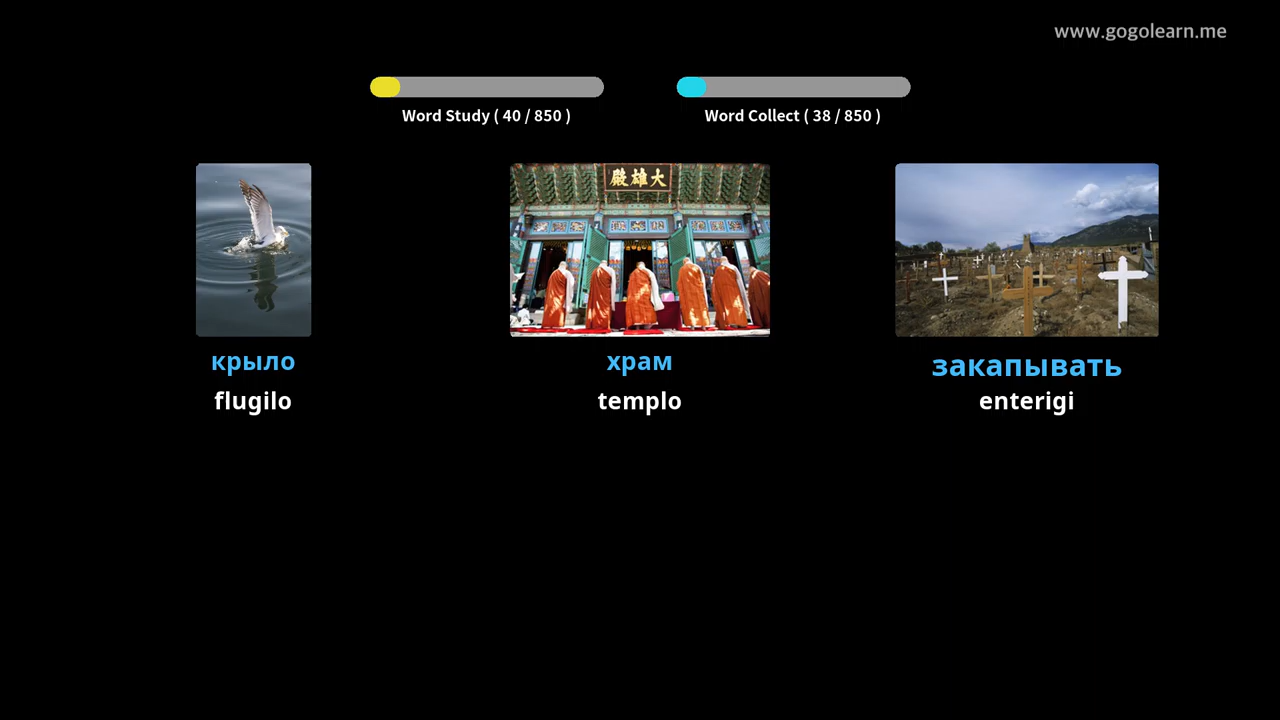 www.gogolearn.me
Word Study ( 40 / 850 )
Word Collect ( 38 / 850 )
大雄殿
крыло
храм
закапывать
flugilo
templo
enterigi